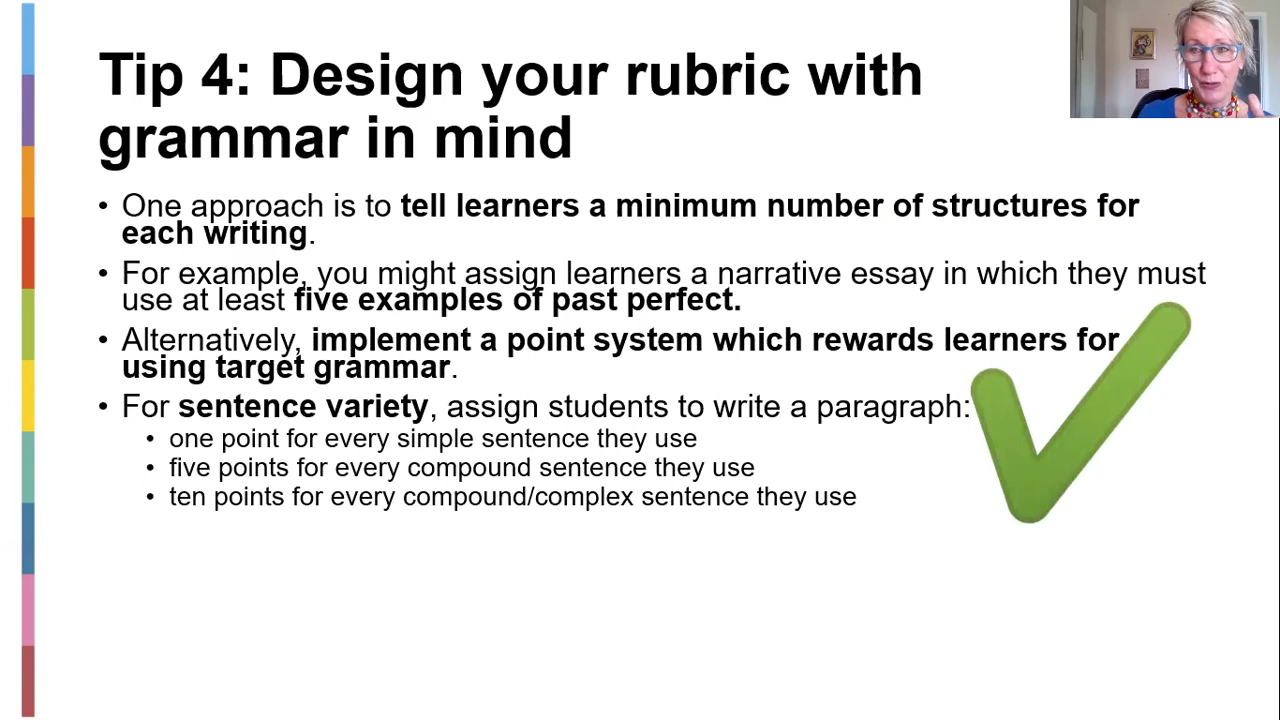 Tip 4: Design your rubric with
grammar in mind
• One approach is to tell learners a minimum number of structures for
each writing.
• For example, you might assign learners a narrative essay in which they must
use at least five examples of past perfect.
• Alternatively, implement a point system which rewards learners for
using target grammar.
• For sentence variety, assign students to write a paragraph:
• one point for every simple sentence they use
• five points for every compound sentence they use
• ten points for every compound/complex sentence they use